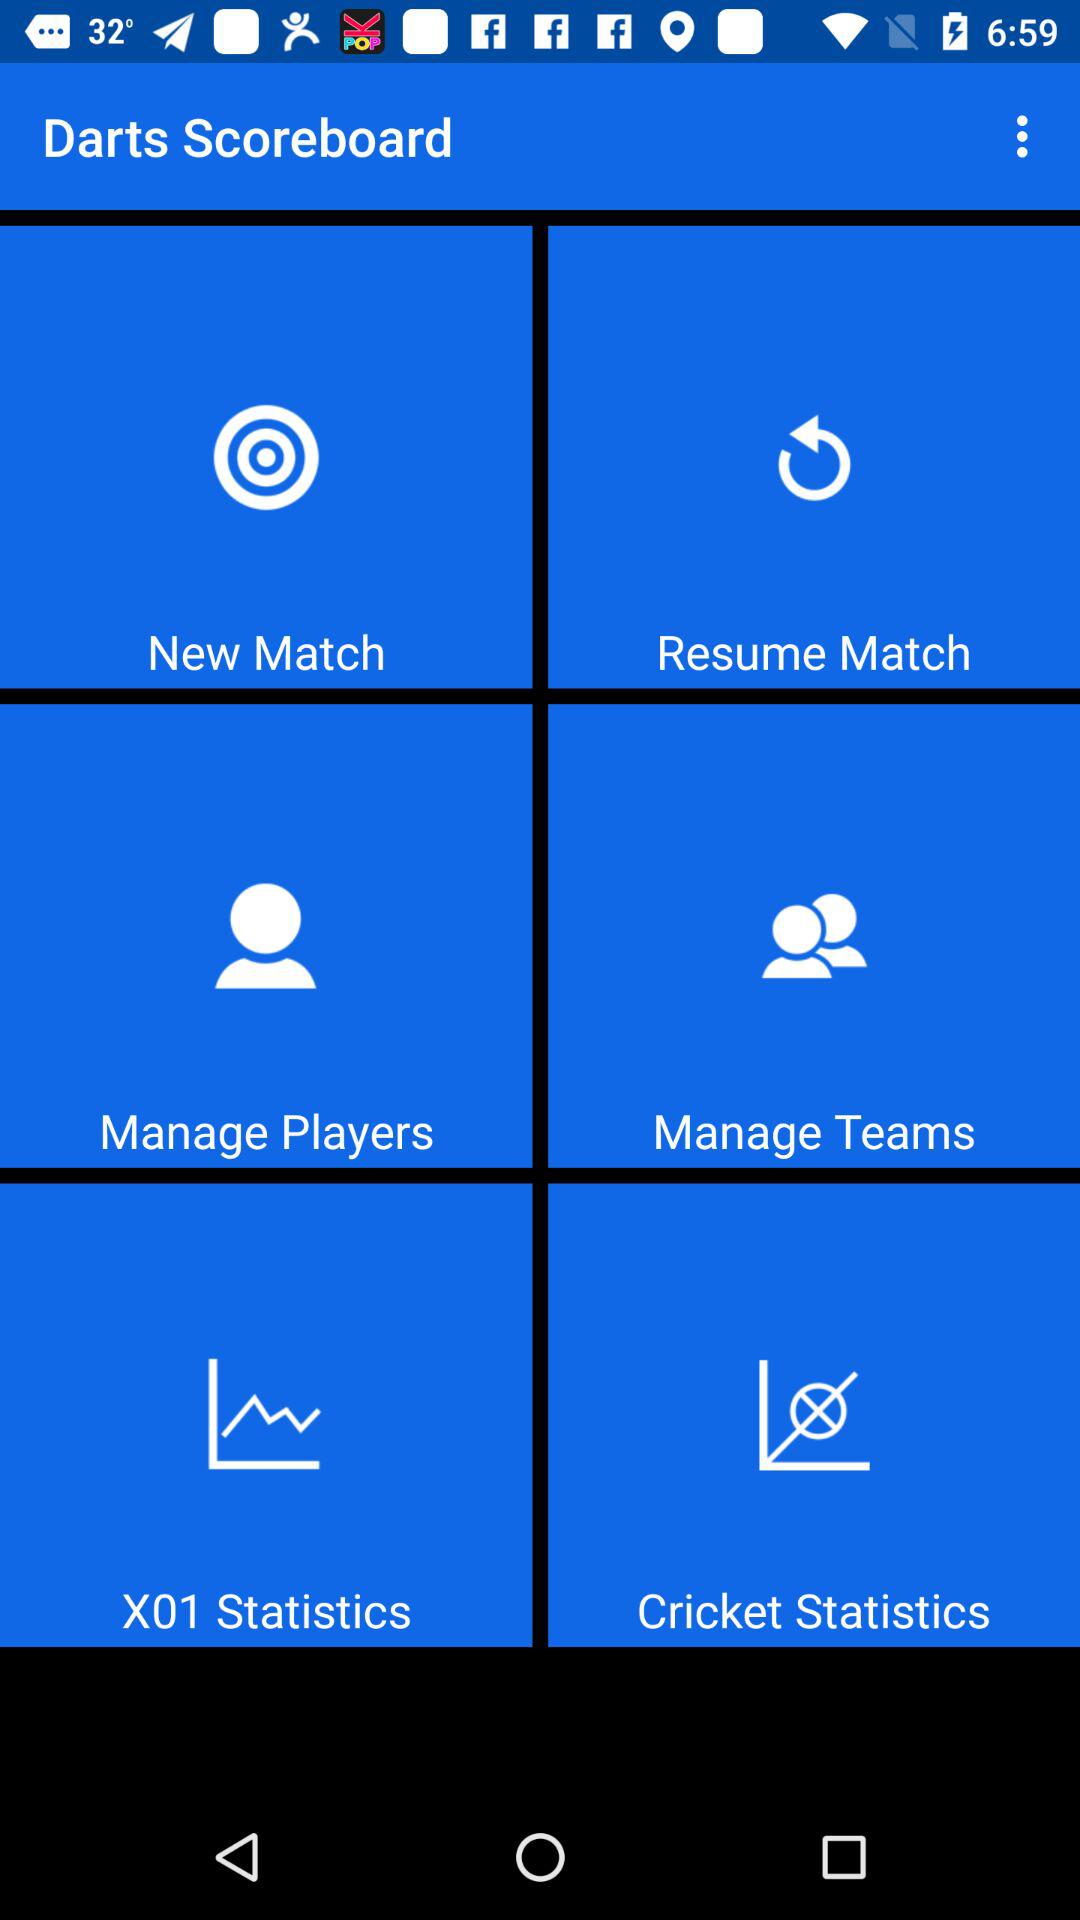 32° K POP 6:59
Darts Scoreboard
New Match
Resume Match
Manage Players
Manage Teams
X01 Statistics
Cricket Statistics